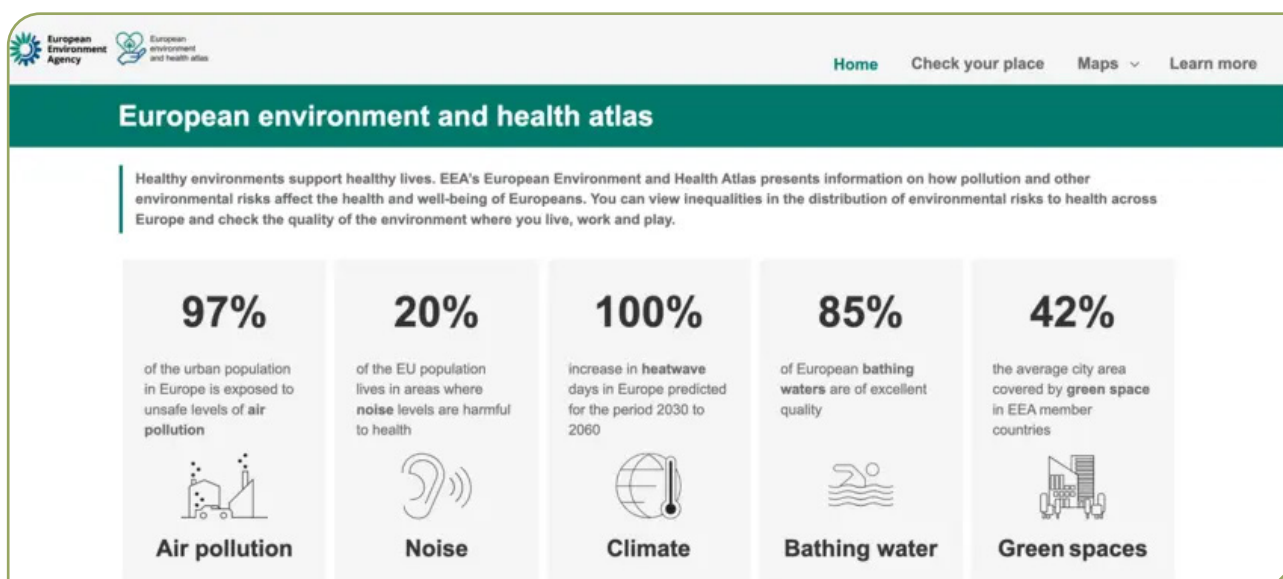 European
Environment
Agency
European
environment
and health atlas
Home Check your place Maps Learn more
European environment and health atlas
Healthy environments support healthy lives. EEA's European Environment and Health Atlas presents information on how pollution and other
environmental risks affect the health and well-being of Europeans. You can view inequalities in the distribution of environmental risks to health across
Europe and check the quality of the environment where you live, work and play.
97%
of the urban population
in Europe is exposed to
unsafe levels of air
pollution
Air pollution
20%
of the EU population
lives in areas where
noise levels are harmful
to health
Noise
100%
increase in heatwave
days in Europe predicted
for the period 2030 to
2060
Climate
85%
of European bathing
waters are of excellent
quality
Bathing water
42%
the average city area
covered by green space
in EEA member
countries
Green spaces